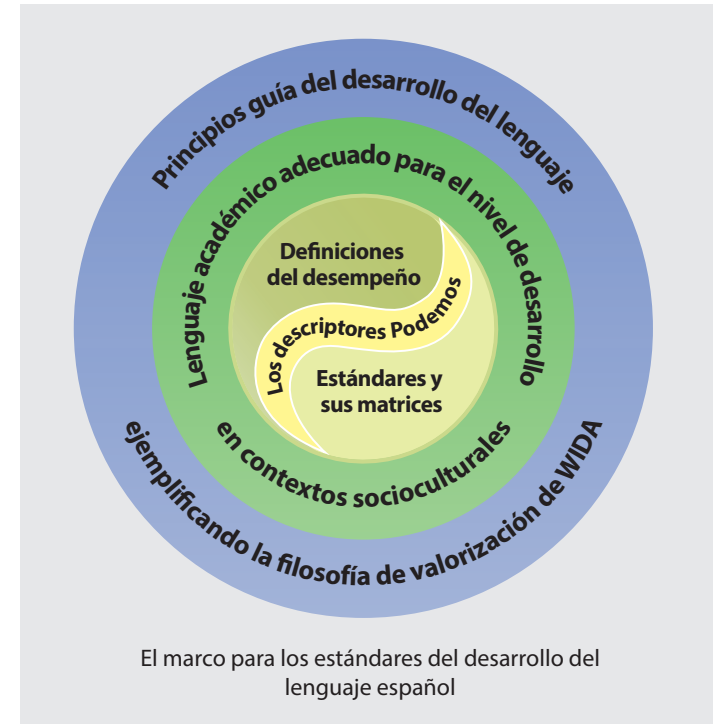 Principios guía del desarrollo del lenguaje
ejemplificando la filosofía de valorización de WIDA
Lenguaje académico adecuado para el nivel de desarrollo
en contextos socioculturales
Definiciones
del desempeño
Los descriptores Podemos
Estándares y
sus matrices
El marco para los estándares del desarrollo del
lenguaje español